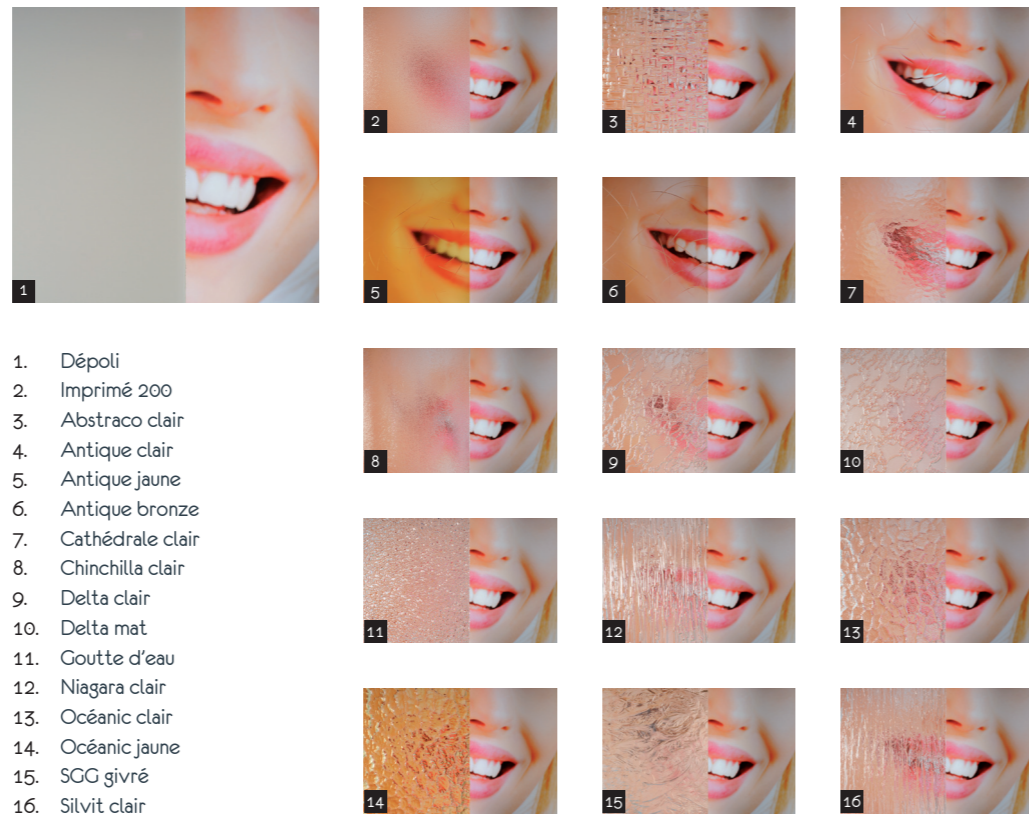 1
2
3
4
5
6
7
8
9
10
11
12
13
14
15
16
1. Dépoli
2. Imprimé 200
3. Abstraco clair
4. Antique clair
5. Antique jaune
6. Antique bronze
7. Cathédrale clair
8. Chinchilla clair
9. Delta clair
10. Delta mat
11. Goutte d'eau
12. Niagara clair
13. Océanic clair
14. Océanic jaune
15. SGG givré
16. Silvit clair